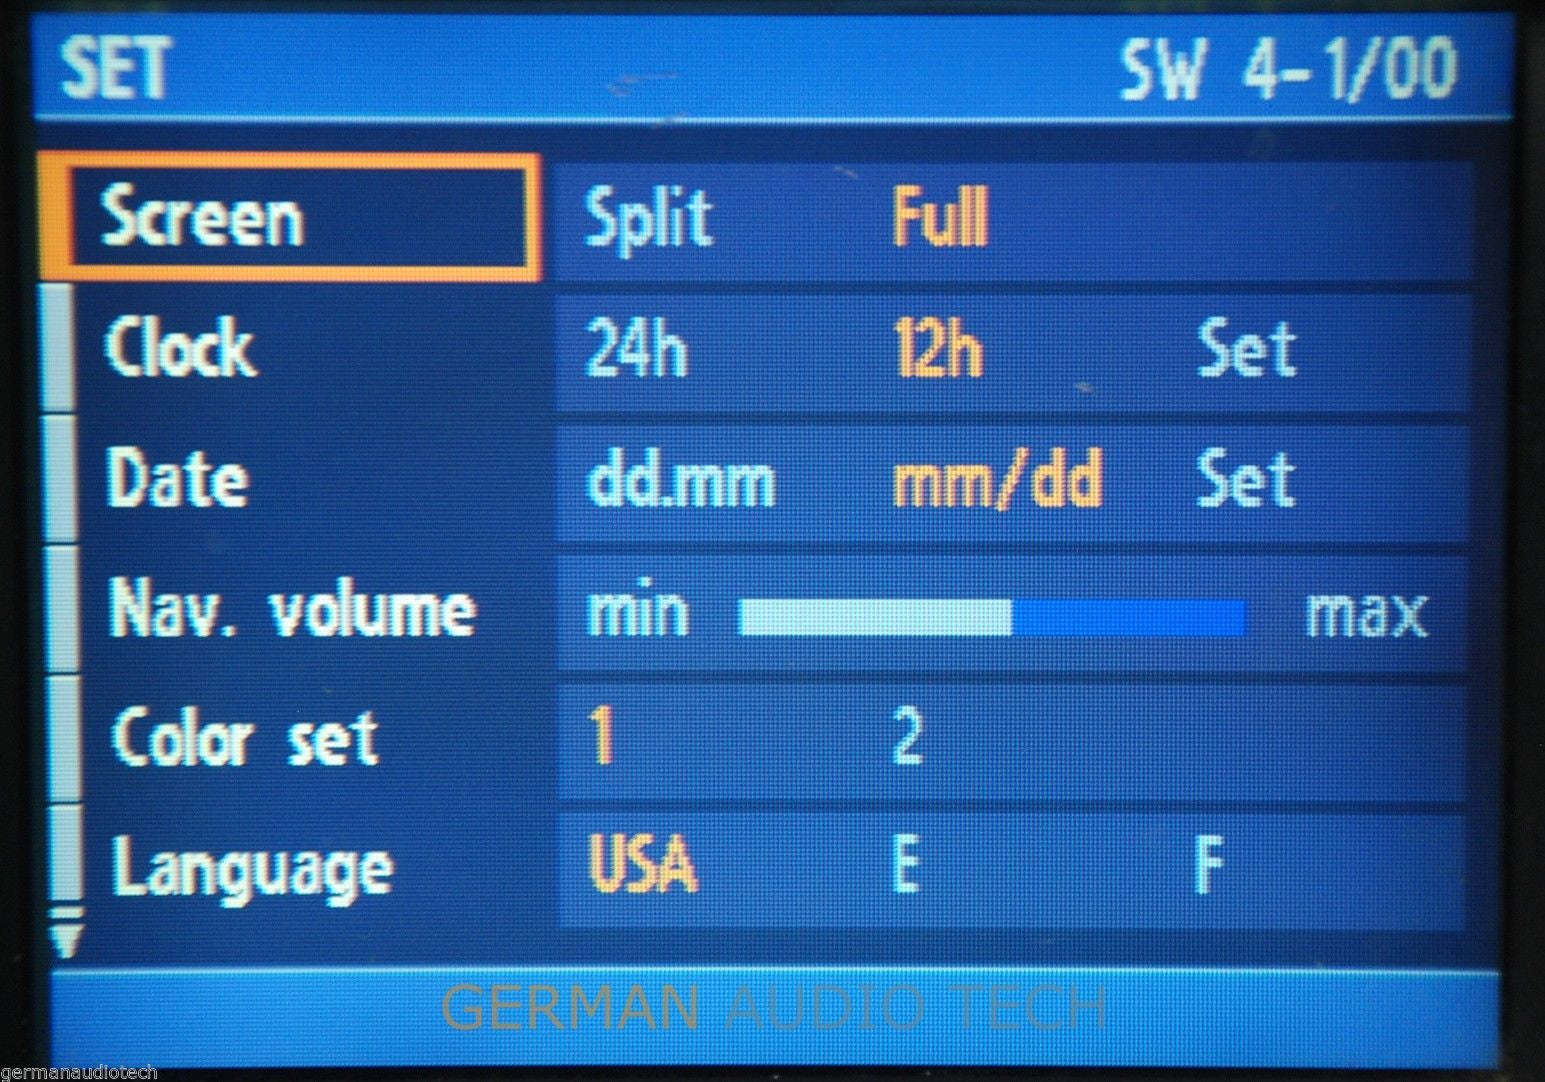 SET SW 4-1/00
Screen Split Full
Clock 24h 12h Set
Date dd.mm mm/dd Set
Nav. volume min max
Color set 1 2
Language USA E F
GERMAN AUDIO TECH
germanaudiotech